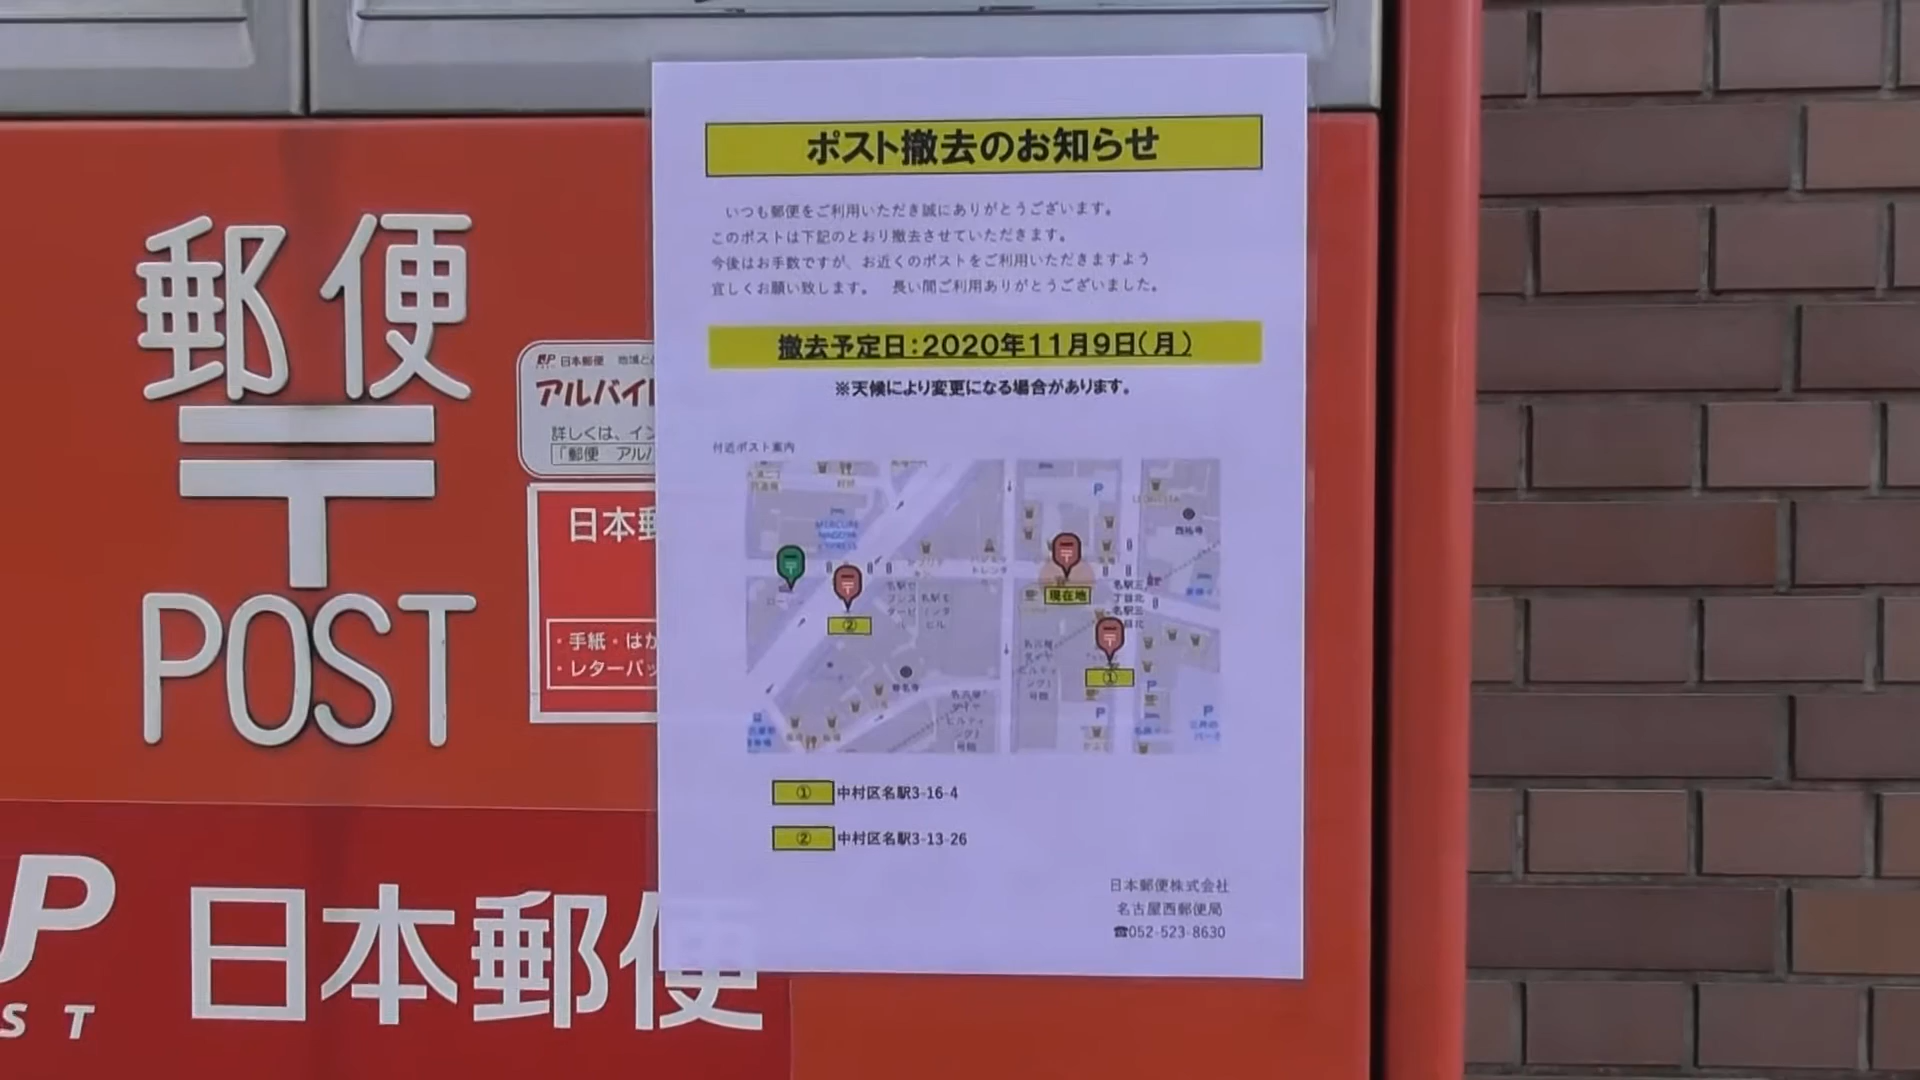 郵便
〒
POST
日本郵便
ST
日本郵便 地域と
アルバイ
詳しくは、イン
「郵便 アルバ
日本郵
・手紙・はが
・レターパッ
ポスト撤去のお知らせ
いつも郵便をご利用いただき誠にありがとうございます。
このポストは下記のとおり撤去させていただきます。
今後はお手数ですが、お近くのポストをご利用いただきますよう
宜しくお願い致します。 長い間ご利用ありがとうございました。
撤去予定日:2020年11月9日(月)
※天候により変更になる場合があります。
付近ポスト案内
MERCURE
NAGOYA
現在地
②
①
① 中村区名駅3-16-4
② 中村区名駅3-13-26
日本郵便株式会社
名古屋西郵便局
☎052-523-8630